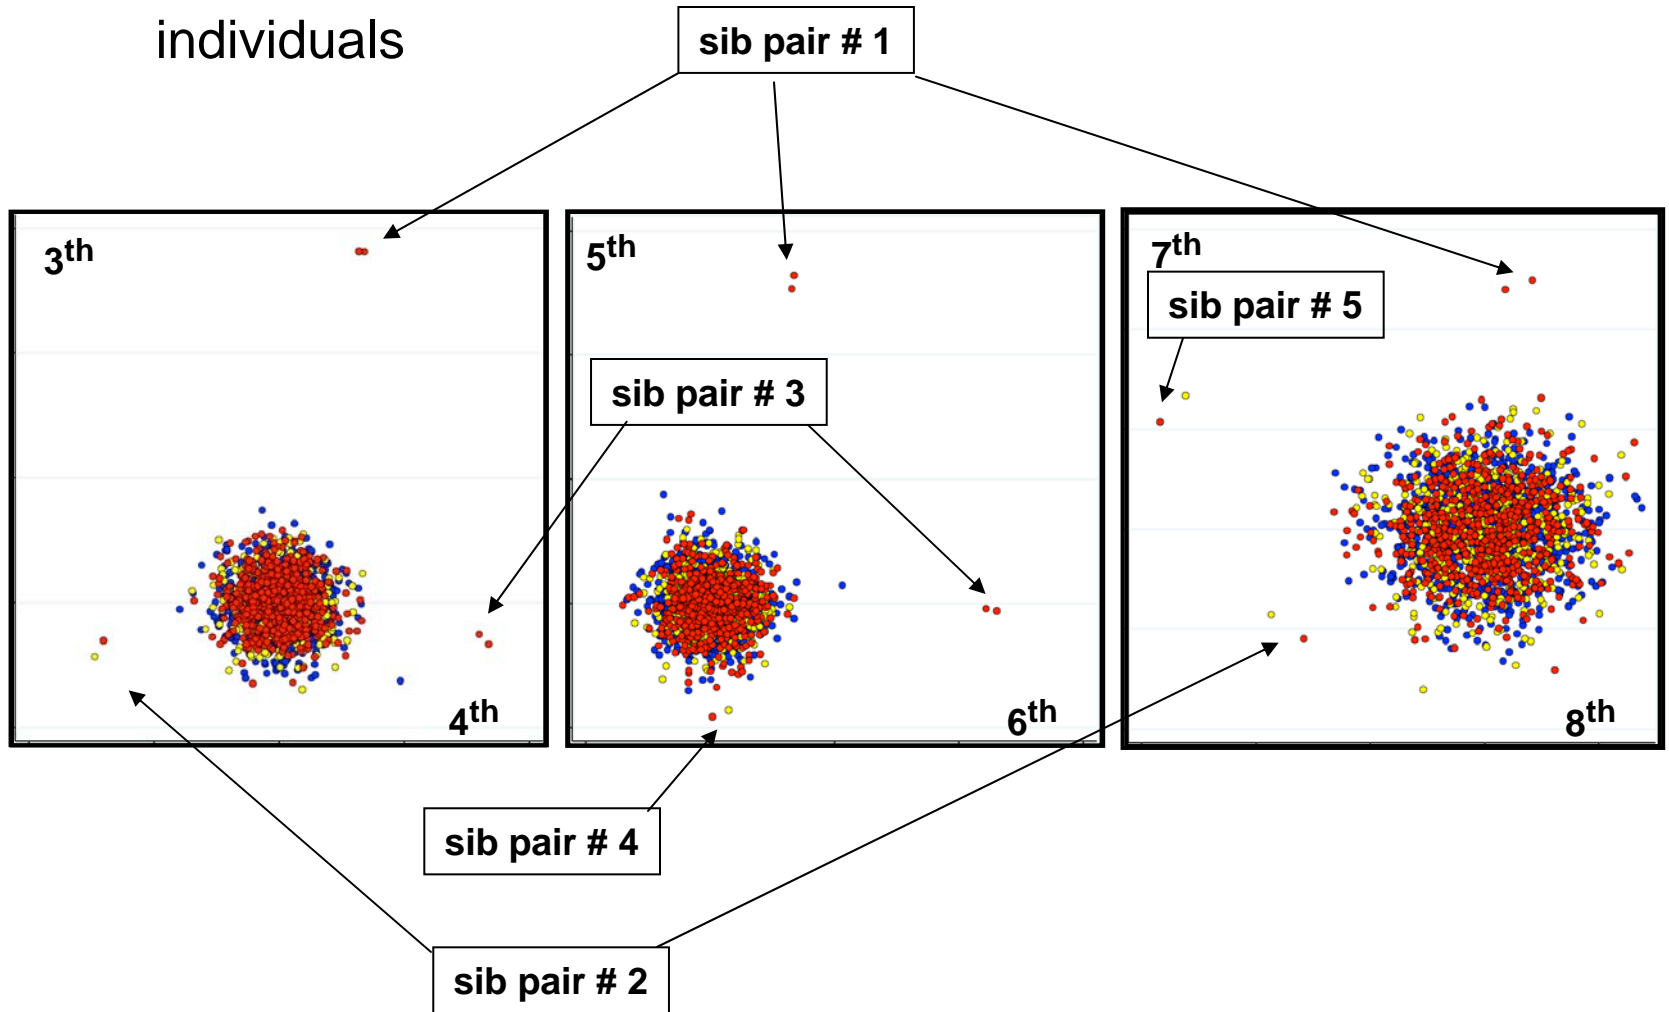 individuals
sib pair # 1
3th
5th
7th
sib pair # 5
sib pair # 3
4th
6th
8th
sib pair # 4
sib pair # 2